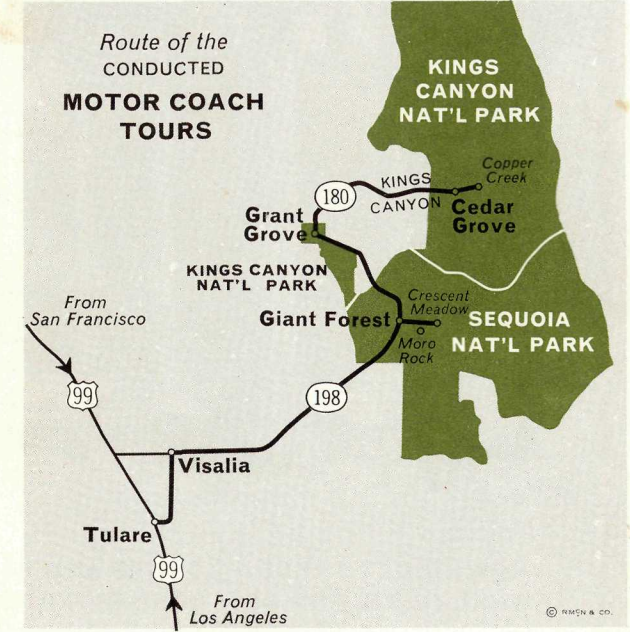 Route of the
CONDUCTED
MOTOR COACH
TOURS
KINGS
CANYON
NAT'L PARK
Copper
Creek
KINGS
CANYON
180
Cedar
Grove
Grant
Grove
KINGS CANYON
NAT'L PARK
From
San Francisco
Crescent
Meadow
Giant Forest
SEQUOIA
NAT'L PARK
Moro
Rock
99
198
Visalia
Tulare
99
From
Los Angeles
© RMCN & CO.